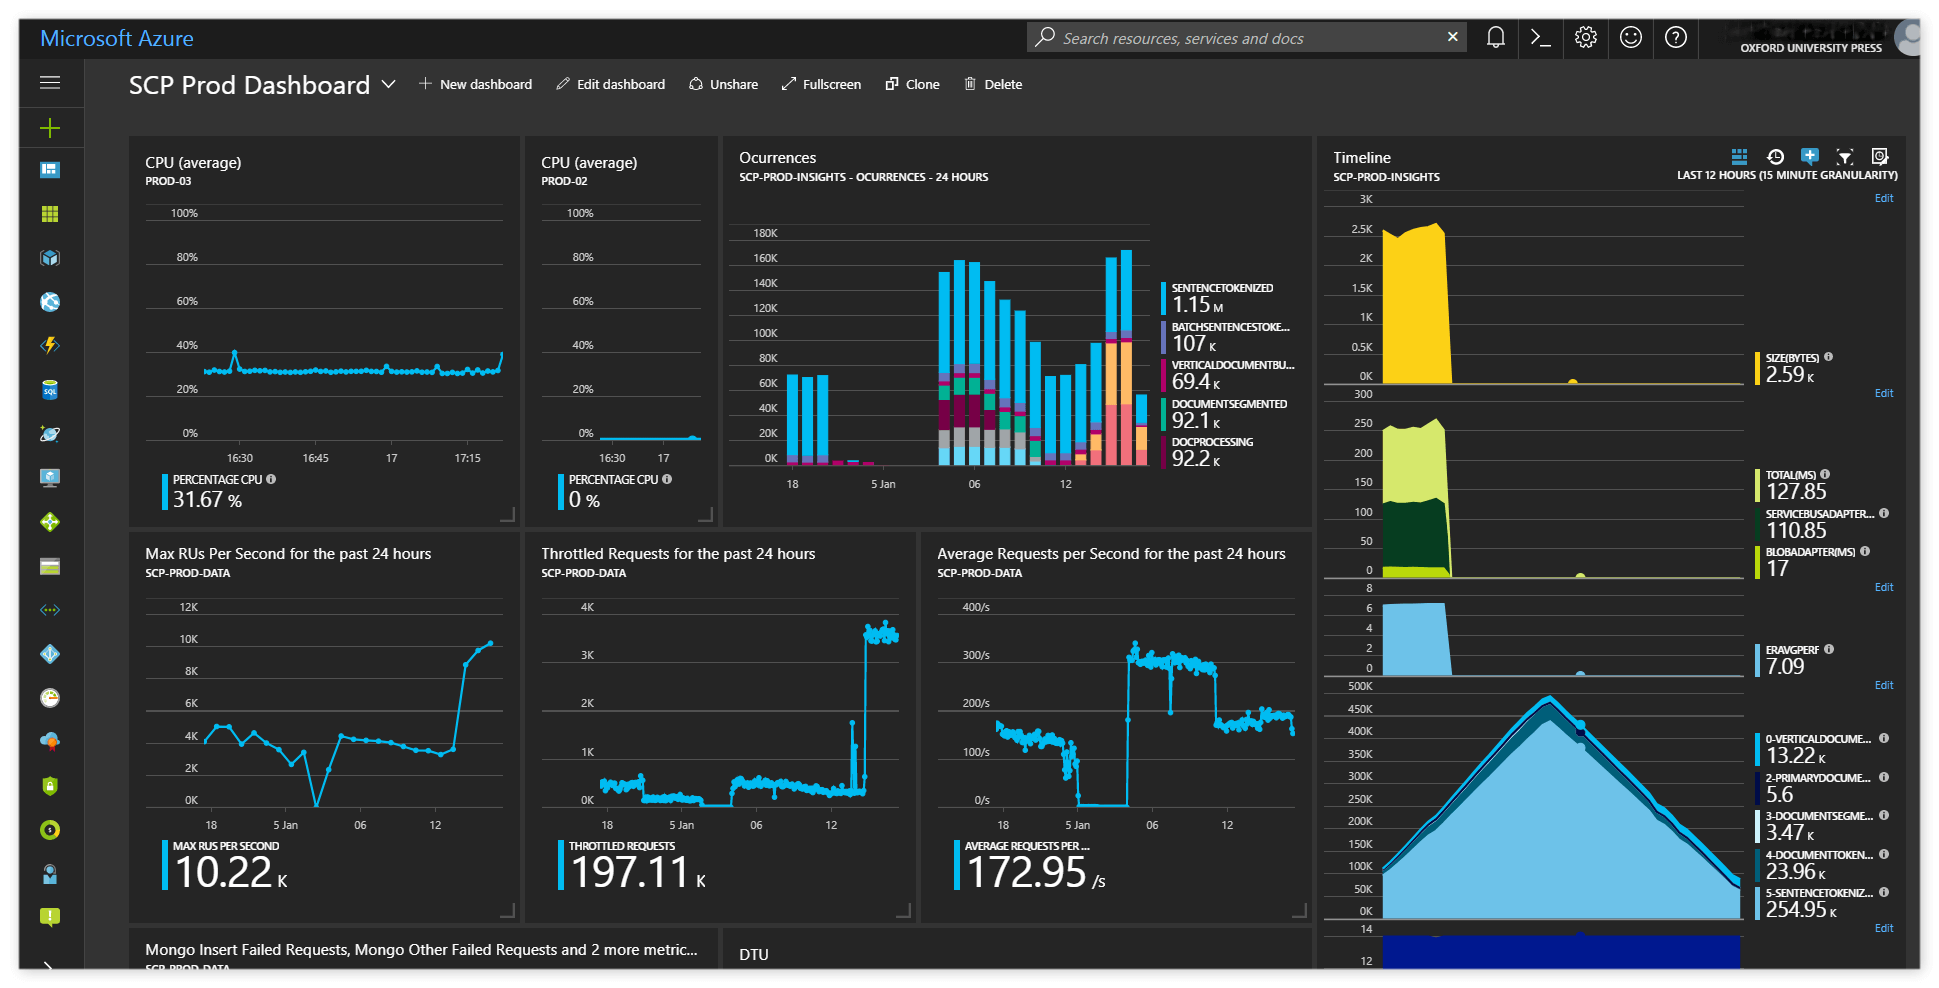 Microsoft Azure
Search resources, services and docs
OXFORD UNIVERSITY PRESS
SCP Prod Dashboard
New dashboard
Edit dashboard
Unshare
Fullscreen
Clone
Delete
CPU (average)
PROD-03
100%
80%
60%
40%
20%
0%
16:30 16:45 17 17:15
PERCENTAGE CPU
31.67 %
CPU (average)
PROD-02
100%
80%
60%
40%
20%
0%
16:30 17
PERCENTAGE CPU
0 %
Ocurrences
SCP-PROD-INSIGHTS - OCURRENCES - 24 HOURS
180K
160K
140K
120K
100K
80K
60K
40K
20K
0K
18 5 Jan 06 12
SENTENCETOKENIZED
1.15 M
BATCHSENTENCESTOKE...
107 K
VERTICALDOCUMENTBU...
69.4 K
DOCUMENTSEGMENTED
92.1 K
DOCPROCESSING
92.2 K
Timeline
SCP-PROD-INSIGHTS
LAST 12 HOURS (15 MINUTE GRANULARITY)
Edit
3K
2.5K
2K
1.5K
1K
0.5K
0K
SIZE(BYTES)
2.59 K
Edit
300
250
200
150
100
50
0
TOTAL(MS)
127.85
SERVICEBUSADAPTER...
110.85
BLOBADAPTER(MS)
17
Edit
8
6
4
2
0
ERAVGPERF
7.09
Edit
500K
450K
400K
350K
300K
250K
200K
150K
100K
50K
0K
0-VERTICALDOCUME...
13.22 K
2-PRIMARYDOCUME...
5.6
3-DOCUMENTSEGME...
3.47 K
4-DOCUMENTTOKEN...
23.96 K
5-SENTENCETOKENIZ...
254.95 K
Edit
14
12
Max RUs Per Second for the past 24 hours
SCP-PROD-DATA
12K
10K
8K
6K
4K
2K
0K
18 5 Jan 06 12
MAX RUS PER SECOND
10.22 K
Throttled Requests for the past 24 hours
SCP-PROD-DATA
4K
3K
2K
1K
0K
18 5 Jan 06 12
THROTTLED REQUESTS
197.11 K
Average Requests per Second for the past 24 hours
SCP-PROD-DATA
400/s
300/s
200/s
100/s
0/s
18 5 Jan 06 12
AVERAGE REQUESTS PER ...
172.95 /s
Mongo Insert Failed Requests, Mongo Other Failed Requests and 2 more metric...
SCP-PROD-DATA
DTU